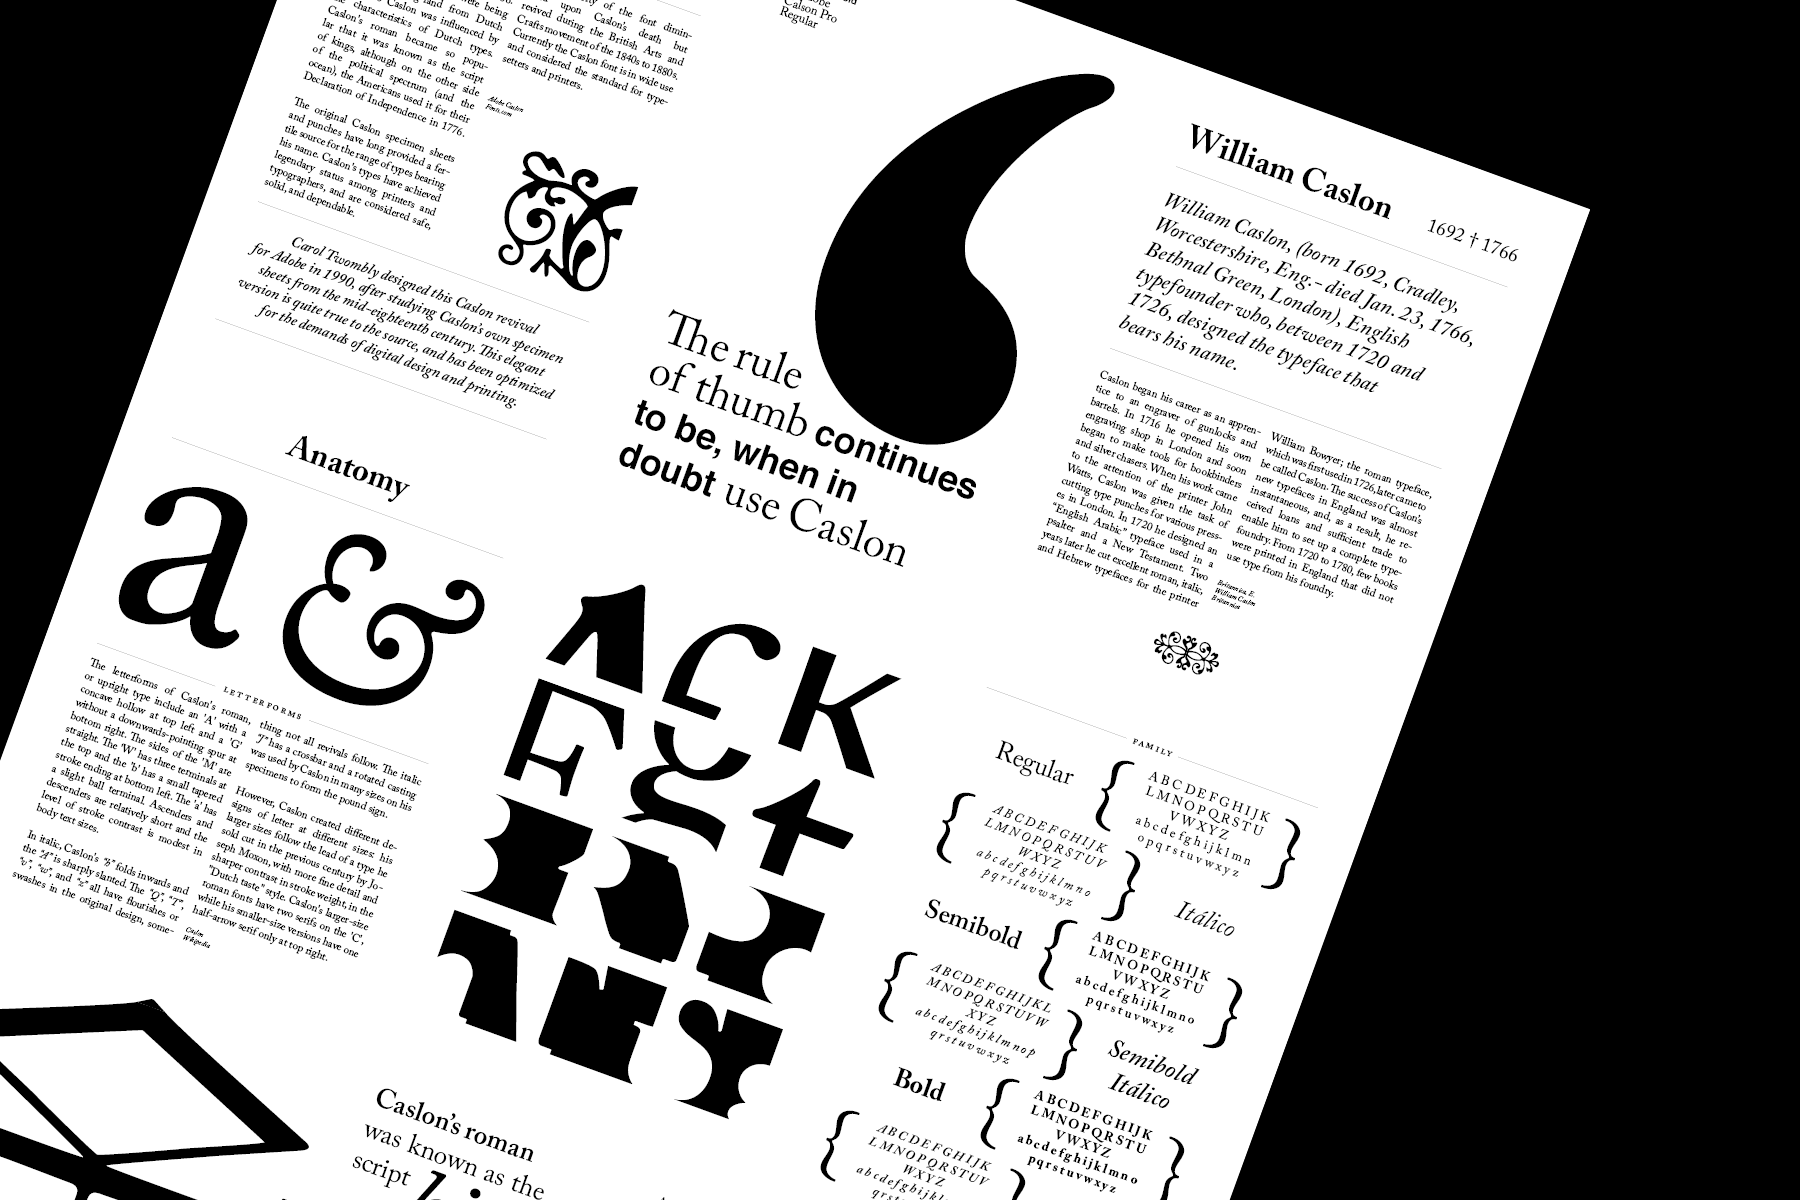 land from Dutch
Caslon was influenced by
the characteristics of Dutch types.
Caslon's roman became so popu-
lar that it was known as the script
of kings, although on the other side
of the political spectrum (and the
ocean), the Americans used it for their
Declaration of Independence in 1776.
The original Caslon specimen sheets
and punches have long provided a fer-
tile source for the range of types bearing
his name. Caslon's types have achieved
legendary status among printers and
typographers, and are considered safe,
solid, and dependable.
of the font dimin-
upon Caslon's death but
revived during the British Arts and
Crafts movement of the 1840s to 1880s.
Currently the Caslon font is in wide use
and considered the standard for type-
setters and printers.
Adobe Caslon
Fonts.com
Calson Pro
Regular
Carol Twombly designed this Caslon revival
for Adobe in 1990, after studying Caslon's own specimen
sheets from the mid-eighteenth century. This elegant
version is quite true to the source, and has been optimized
for the demands of digital design and printing.
The rule
of thumb continues
to be, when in
doubt use Caslon
William Caslon
1692 † 1766
William Caslon, (born 1692, Cradley,
Worcestershire, Eng.-died Jan. 23, 1766,
Bethnal Green, London), English
typefounder who, between 1720 and
1726, designed the typeface that
bears his name.
Caslon began his career as an appren-
tice to an engraver of gunlocks and
barrels. In 1716 he opened his own
engraving shop in London and soon
began to make tools for bookbinders
and silver chasers. When his work came
to the attention of the printer John
Watts, Caslon was given the task of
cutting type punches for various press-
es in London. In 1720 he designed an
"English Arabic" typeface used in a
psalter and a New Testament. Two
years later he cut excellent roman, italic,
and Hebrew typefaces for the printer
William Bowyer; the roman typeface,
which was first used in 1726, later came to
be called Caslon. The success of Caslon's
new typefaces in England was almost
instantaneous, and, as a result, he re-
ceived loans and sufficient trade to
enable him to set up a complete type-
foundry. From 1720 to 1780, few books
were printed in England that did not
use type from his foundry.
Britannica, E.
William Caslon
Britannica
Anatomy
a &
LETTERFORMS
The letterforms of Caslon's roman,
or upright type include an 'A' with a
concave hollow at top left and a 'G'
without a downwards-pointing spur at
bottom right. The sides of the 'M' are
straight. The 'W' has three terminals at
the top and the 'b' has a small tapered
stroke ending at bottom left. The 'a' has
a slight ball terminal. Ascenders and
descenders are relatively short and the
level of stroke contrast is modest in
body text sizes.
In italic, Caslon's "h" folds inwards and
the "A" is sharply slanted. The "Q", "T",
"v", "w", and "z" all have flourishes or
swashes in the original design, some-
thing not all revivals follow. The italic
"J" has a crossbar and a rotated casting
was used by Caslon in many sizes on his
specimens to form the pound sign.
However, Caslon created different de-
signs of letter at different sizes: his
larger sizes follow the lead of a type he
sold cut in the previous century by Jo-
seph Moxon, with more fine detail and
sharper contrast in stroke weight, in the
"Dutch taste" style. Caslon's larger-size
roman fonts have two serifs on the 'C',
while his smaller-size versions have one
half-arrow serif only at top right.
Caslon
Wikipedia
FAMILY
Regular
ABCDEFGHIJK
LMNOPQRSTU
VWXYZ
abcdefghijklmn
opqrstuvwxyz
ABCDEFGHIJK
LMNOPQRSTUV
WXYZ
abcdefghijklmno
pqrstuvwxyz
Itálico
Semibold
ABCDEFGHIJK
LMNOPQRSTU
VWXYZ
abcdefghijklmno
pqrstuvwxyz
ABCDEFGHIJKL
MNOPQRSTUVW
XYZ
abcdefghijklmnop
qrstuvwxyz
Semibold
Itálico
Bold
ABCDEFGHIJK
LMNOPQRSTU
VWXYZ
abcdefghijklmno
pqrstuvwxyz
ABCDEFGHIJK
LMNOPQRSTUV
WXYZ
Caslon's roman
was known as the
script